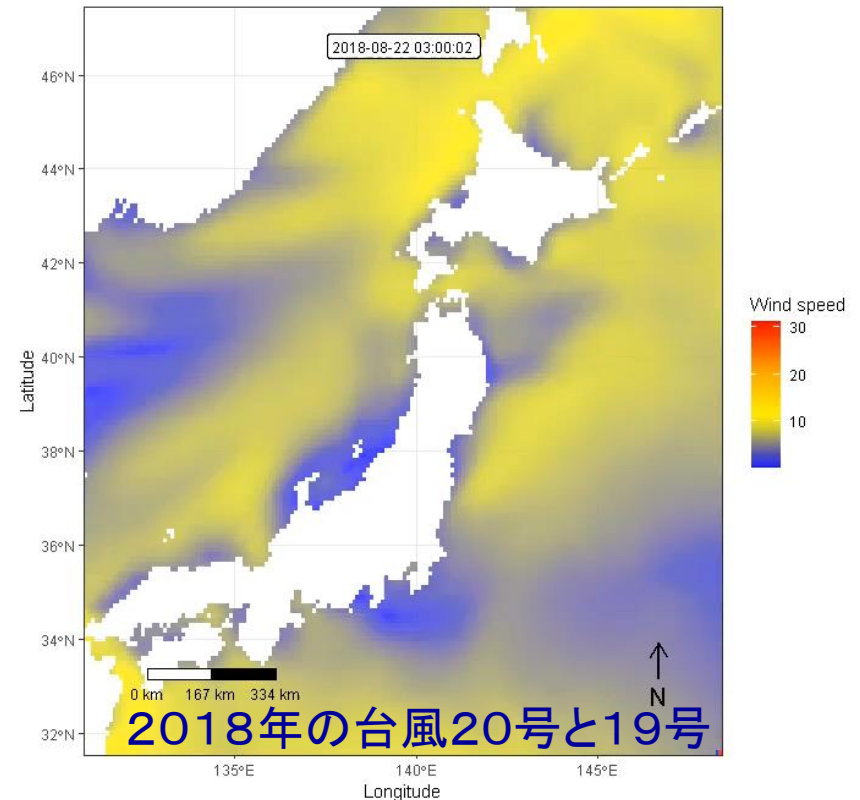 2018-08-22 03:00:02
46°N
44°N
42°N
40°N
38°N
36°N
34°N
32°N
Latitude
Wind speed
30
20
10
N
0 km 167 km 334 km
2018年の台風20号と19号
135°E 140°E 145°E
Longitude